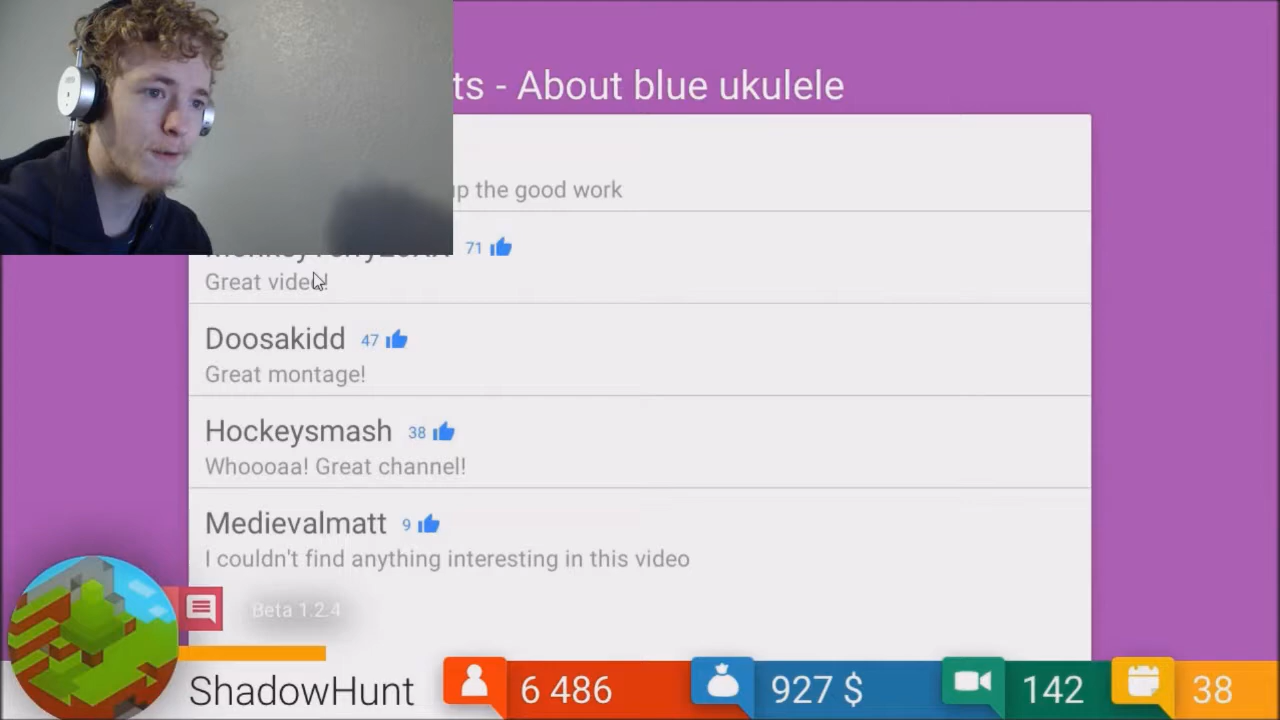 ts - About blue ukulele
up the good work
71
Great video!
Doosakidd 47
Great montage!
Hockeysmash 38
Whoooaa! Great channel!
Medievalmatt 9
I couldn't find anything interesting in this video
Beta 1.2.4
ShadowHunt 6 486 927 $ 142 38